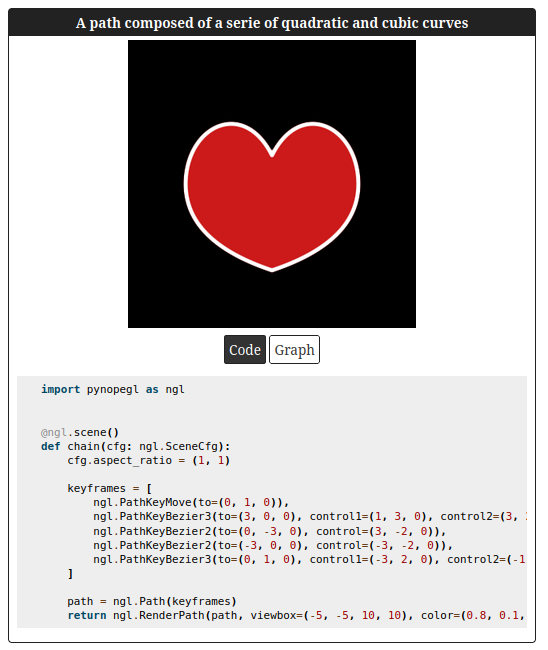 A path composed of a serie of quadratic and cubic curves
Code Graph
import pynopegl as ngl
@ngl.scene()
def chain(cfg: ngl.SceneCfg):
    cfg.aspect_ratio = (1, 1)
    keyframes = [
        ngl.PathKeyMove(to=(0, 1, 0)),
        ngl.PathKeyBezier3(to=(3, 0, 0), control1=(1, 3, 0), control2=(3,
        ngl.PathKeyBezier2(to=(0, -3, 0), control=(3, -2, 0)),
        ngl.PathKeyBezier2(to=(-3, 0, 0), control=(-3, -2, 0)),
        ngl.PathKeyBezier3(to=(0, 1, 0), control1=(-3, 2, 0), control2=(-1
    ]
    path = ngl.Path(keyframes)
    return ngl.RenderPath(path, viewbox=(-5, -5, 10, 10), color=(0.8, 0.1,